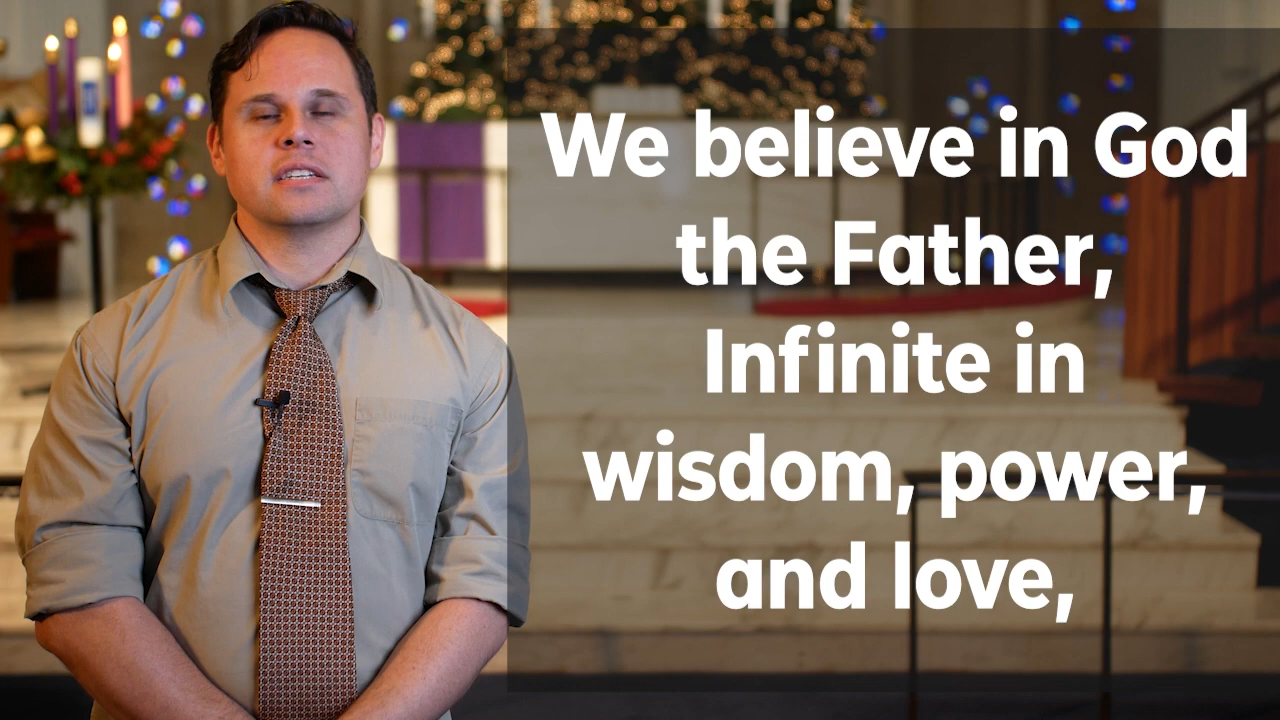 We believe in God
the Father,
Infinite in
wisdom, power,
and love,